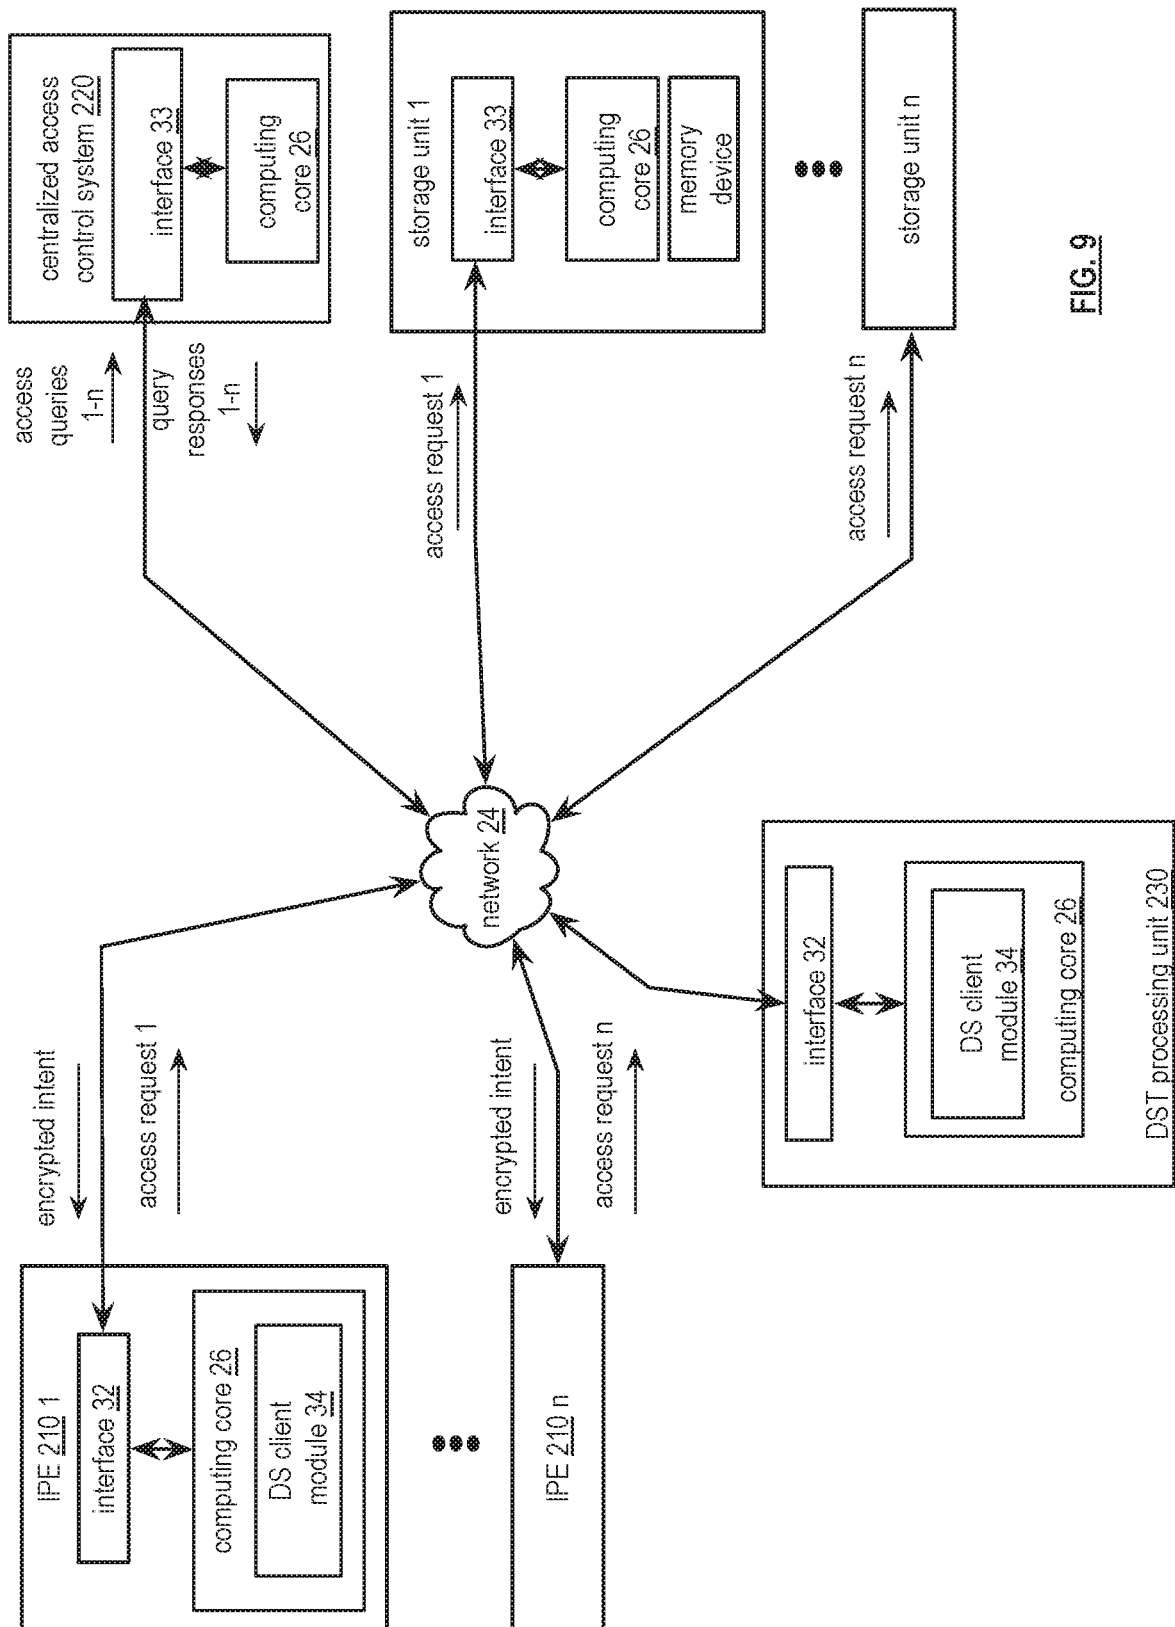 IPE 210 1
interface 32
computing core 26
DS client
module 34
IPE 210 n
encrypted intent
access request 1
encrypted intent
access request n
network 24
interface 32
DS client
module 34
computing core 26
DST processing unit 230
access
queries
1-n
query
responses
1-n
centralized access
control system 220
interface 33
computing
core 26
access request 1
storage unit 1
interface 33
computing
core 26
memory
device
access request n
storage unit n
FIG. 9